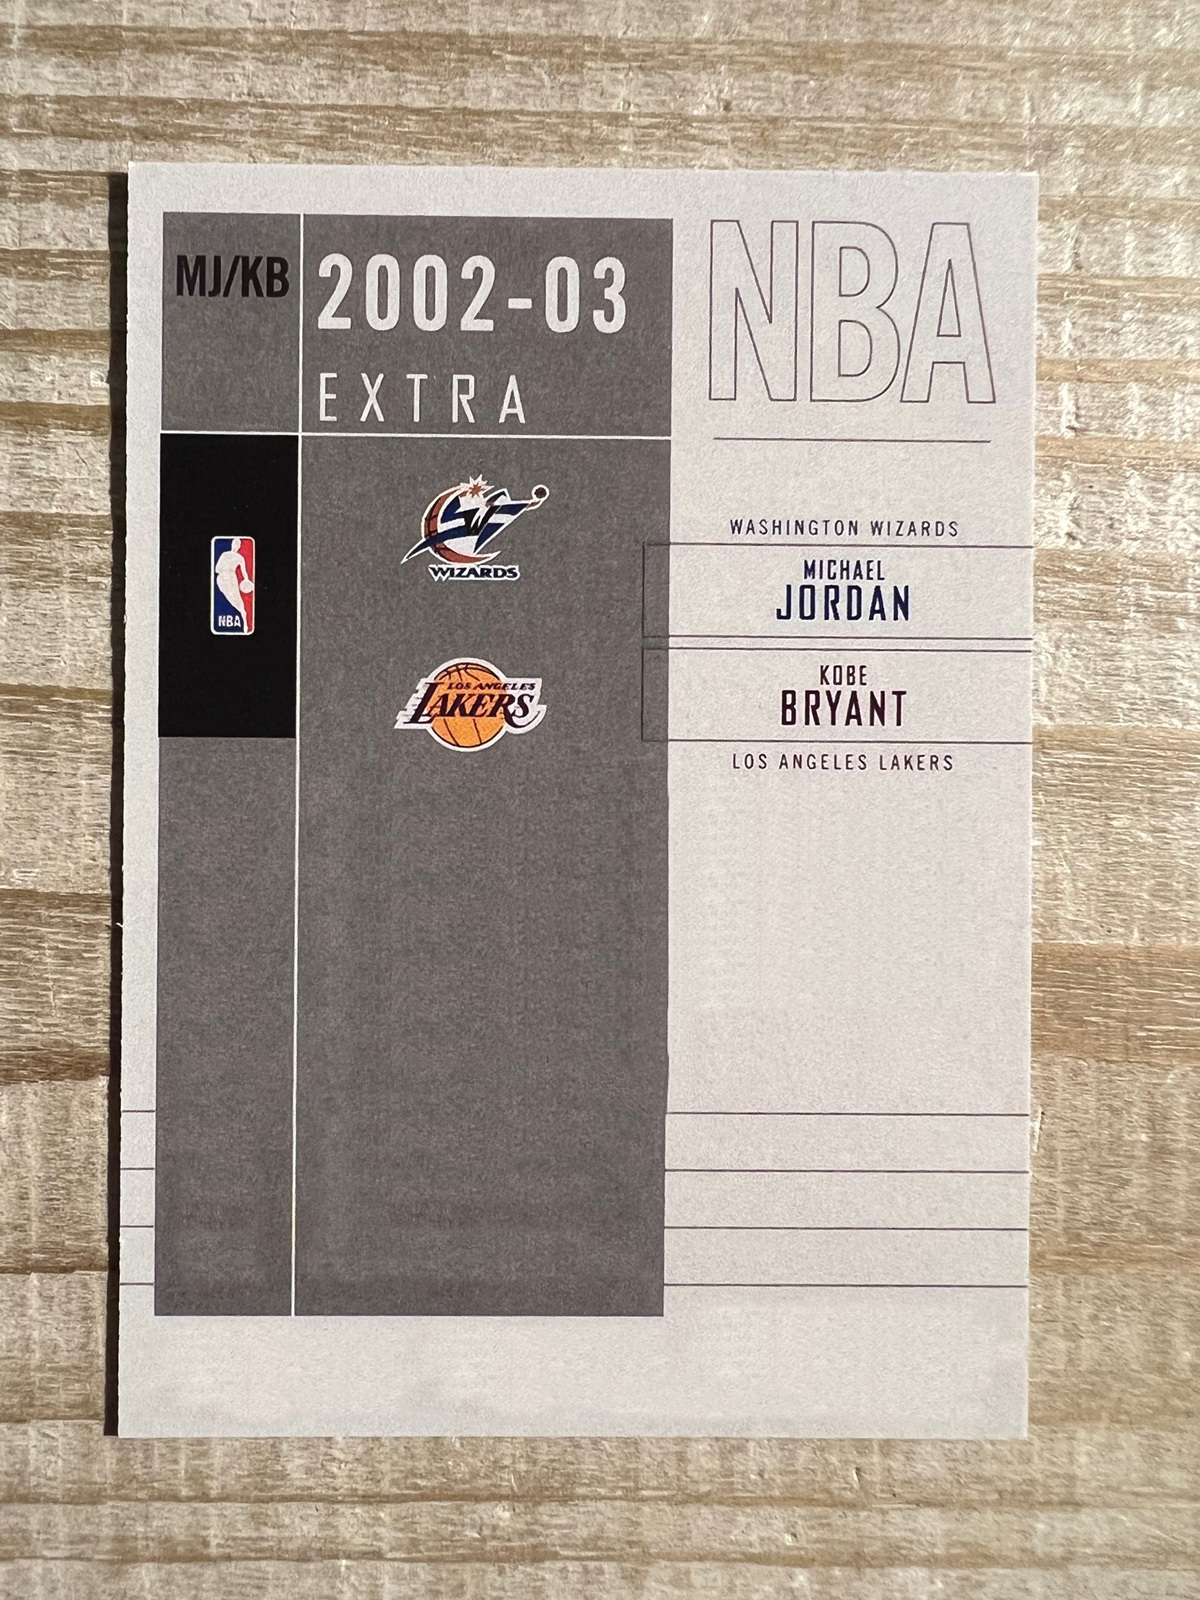 MJ/KB
2002-03
EXTRA
NBA
WIZARDS
NBA
LOS ANGELES
LAKERS
WASHINGTON WIZARDS
MICHAEL
JORDAN
KOBE
BRYANT
LOS ANGELES LAKERS